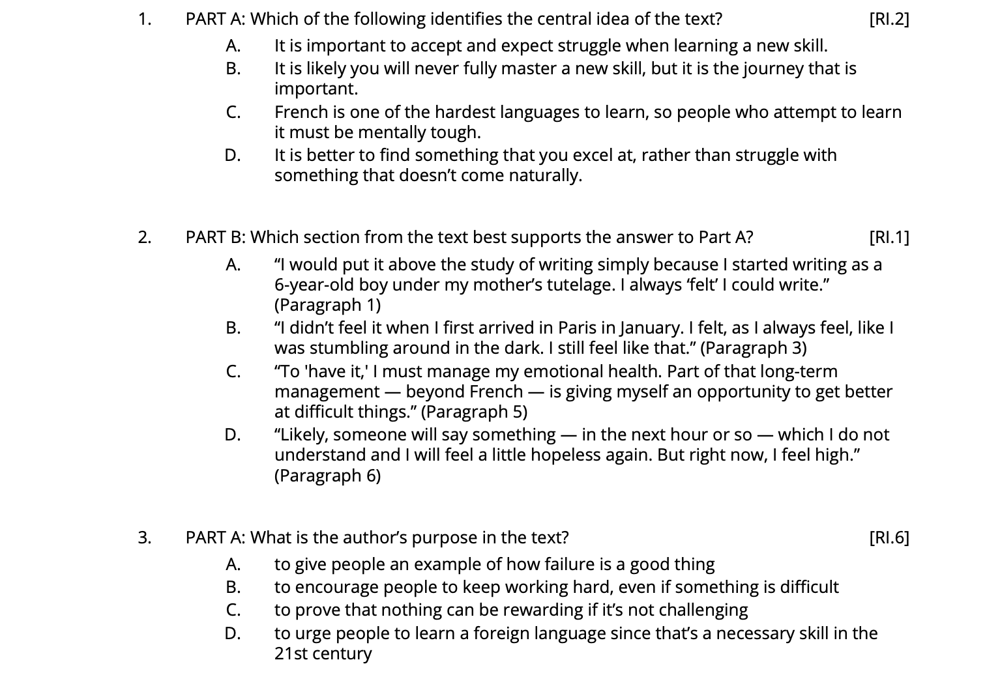 1. PART A: Which of the following identifies the central idea of the text? [RI.2]
A. It is important to accept and expect struggle when learning a new skill.
B. It is likely you will never fully master a new skill, but it is the journey that is
important.
C. French is one of the hardest languages to learn, so people who attempt to learn
it must be mentally tough.
D. It is better to find something that you excel at, rather than struggle with
something that doesn’t come naturally.
2. PART B: Which section from the text best supports the answer to Part A? [RI.1]
A. “I would put it above the study of writing simply because I started writing as a
6-year-old boy under my mother’s tutelage. I always ‘felt’ I could write.”
(Paragraph 1)
B. “I didn’t feel it when I first arrived in Paris in January. I felt, as I always feel, like I
was stumbling around in the dark. I still feel like that.” (Paragraph 3)
C. “To 'have it,' I must manage my emotional health. Part of that long-term
management — beyond French — is giving myself an opportunity to get better
at difficult things.” (Paragraph 5)
D. “Likely, someone will say something — in the next hour or so — which I do not
understand and I will feel a little hopeless again. But right now, I feel high.”
(Paragraph 6)
3. PART A: What is the author’s purpose in the text? [RI.6]
A. to give people an example of how failure is a good thing
B. to encourage people to keep working hard, even if something is difficult
C. to prove that nothing can be rewarding if it’s not challenging
D. to urge people to learn a foreign language since that’s a necessary skill in the
21st century